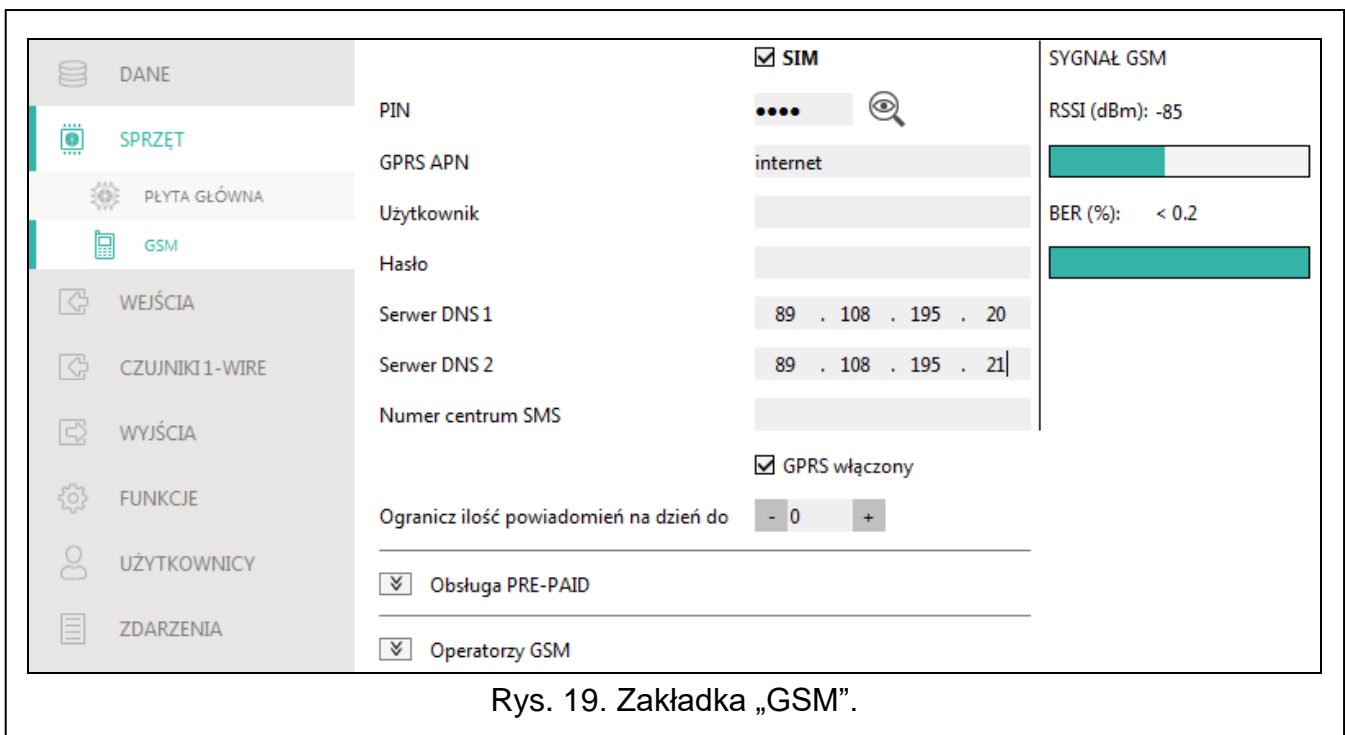 DANE
SPRZĘT
PŁYTA GŁÓWNA
GSM
WEJŚCIA
CZUJNIKI 1-WIRE
WYJŚCIA
FUNKCJE
UŻYTKOWNICY
ZDARZENIA
SIM
PIN ••••
GPRS APN internet
Użytkownik
Hasło
Serwer DNS 1 89 . 108 . 195 . 20
Serwer DNS 2 89 . 108 . 195 . 21
Numer centrum SMS
GPRS włączony
Ogranicz ilość powiadomień na dzień do - 0 +
Obsługa PRE-PAID
Operatorzy GSM
SYGNAŁ GSM
RSSI (dBm): -85
BER (%): < 0.2
Rys. 19. Zakładka „GSM”.